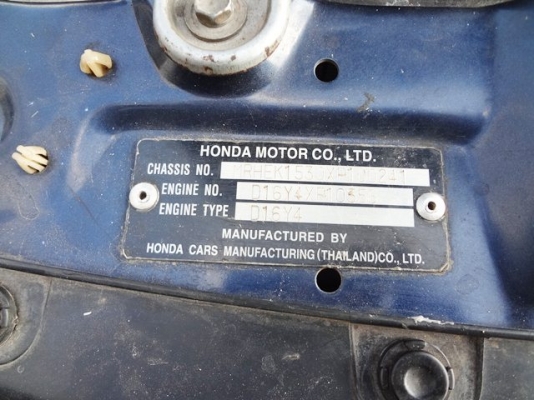 HONDA MOTOR CO., LTD.
CHASSIS NO.
ENGINE NO.
ENGINE TYPE D16Y4
MANUFACTURED BY
HONDA CARS MANUFACTURING (THAILAND) CO., LTD.